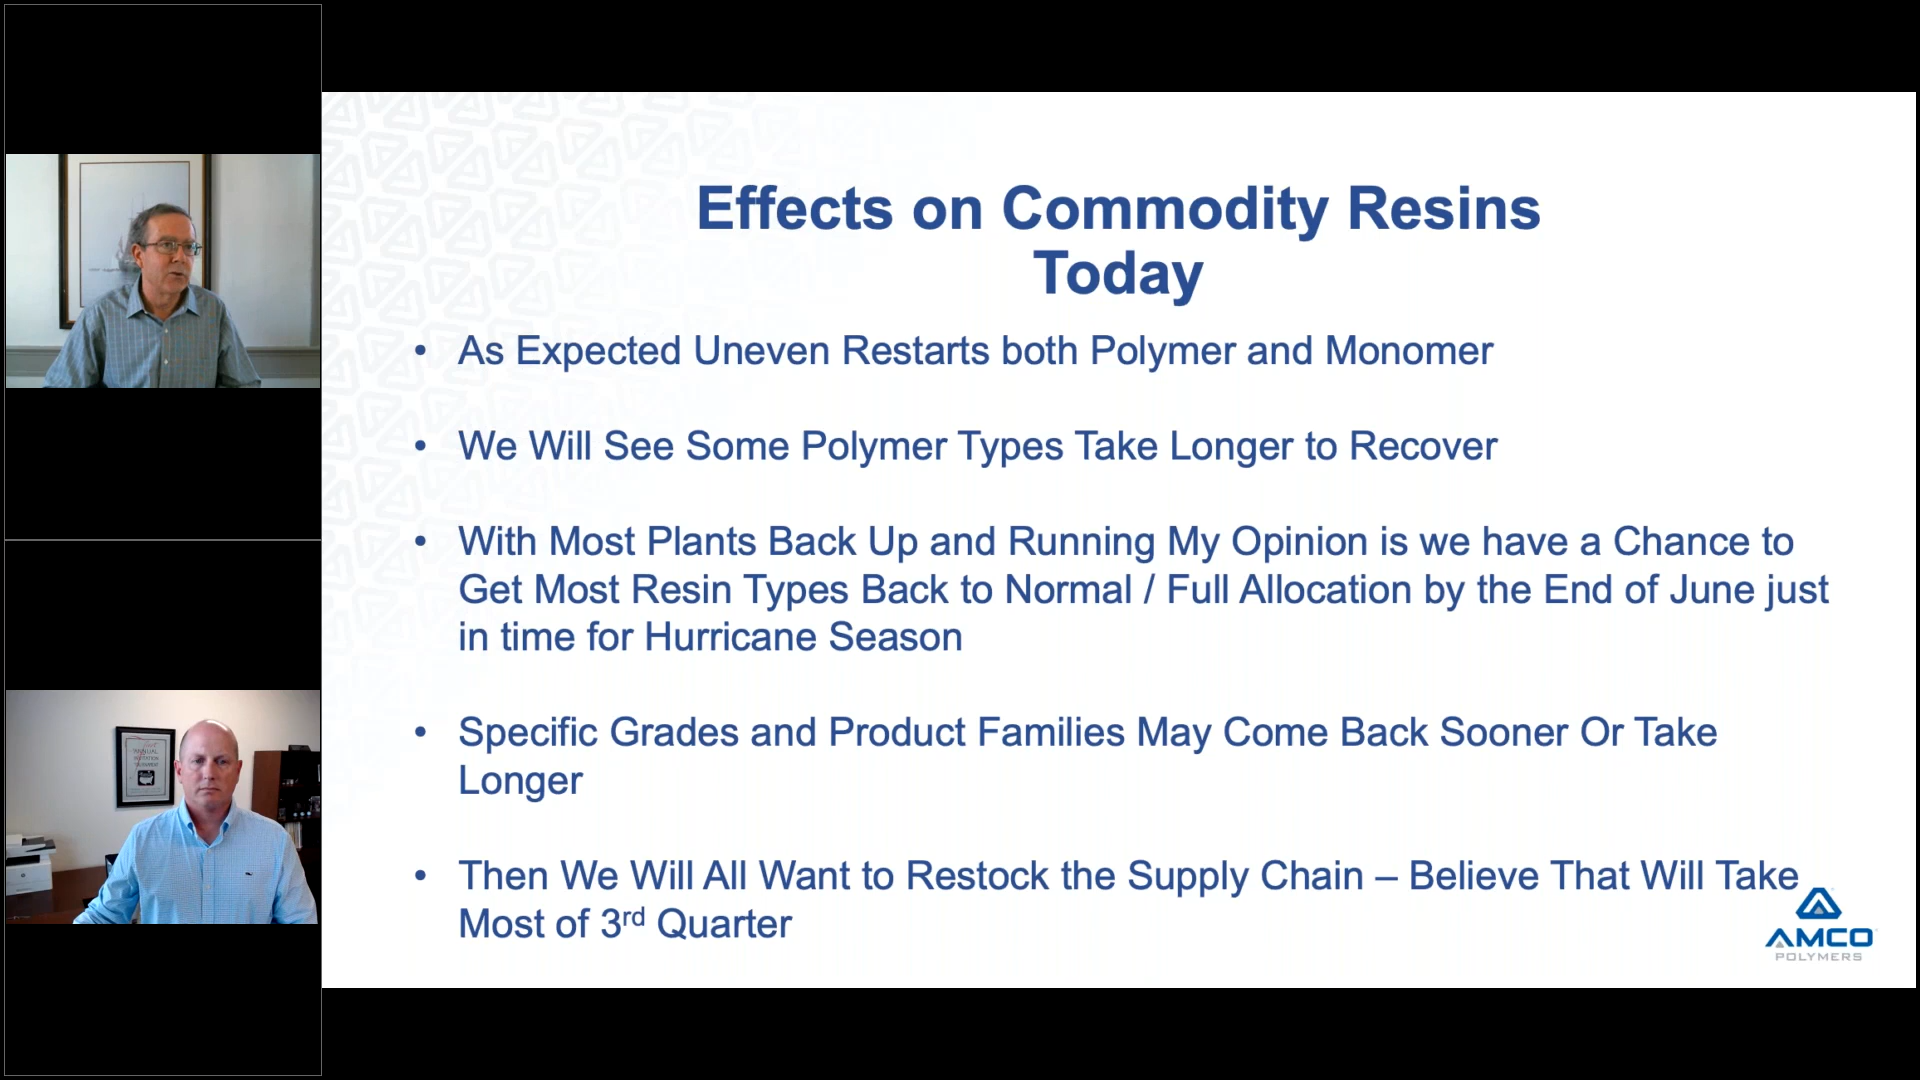 Effects on Commodity Resins
Today
• As Expected Uneven Restarts both Polymer and Monomer
• We Will See Some Polymer Types Take Longer to Recover
• With Most Plants Back Up and Running My Opinion is we have a Chance to
Get Most Resin Types Back to Normal / Full Allocation by the End of June just
in time for Hurricane Season
• Specific Grades and Product Families May Come Back Sooner Or Take
Longer
• Then We Will All Want to Restock the Supply Chain – Believe That Will Take
Most of 3rd Quarter
AMCO
POLYMERS